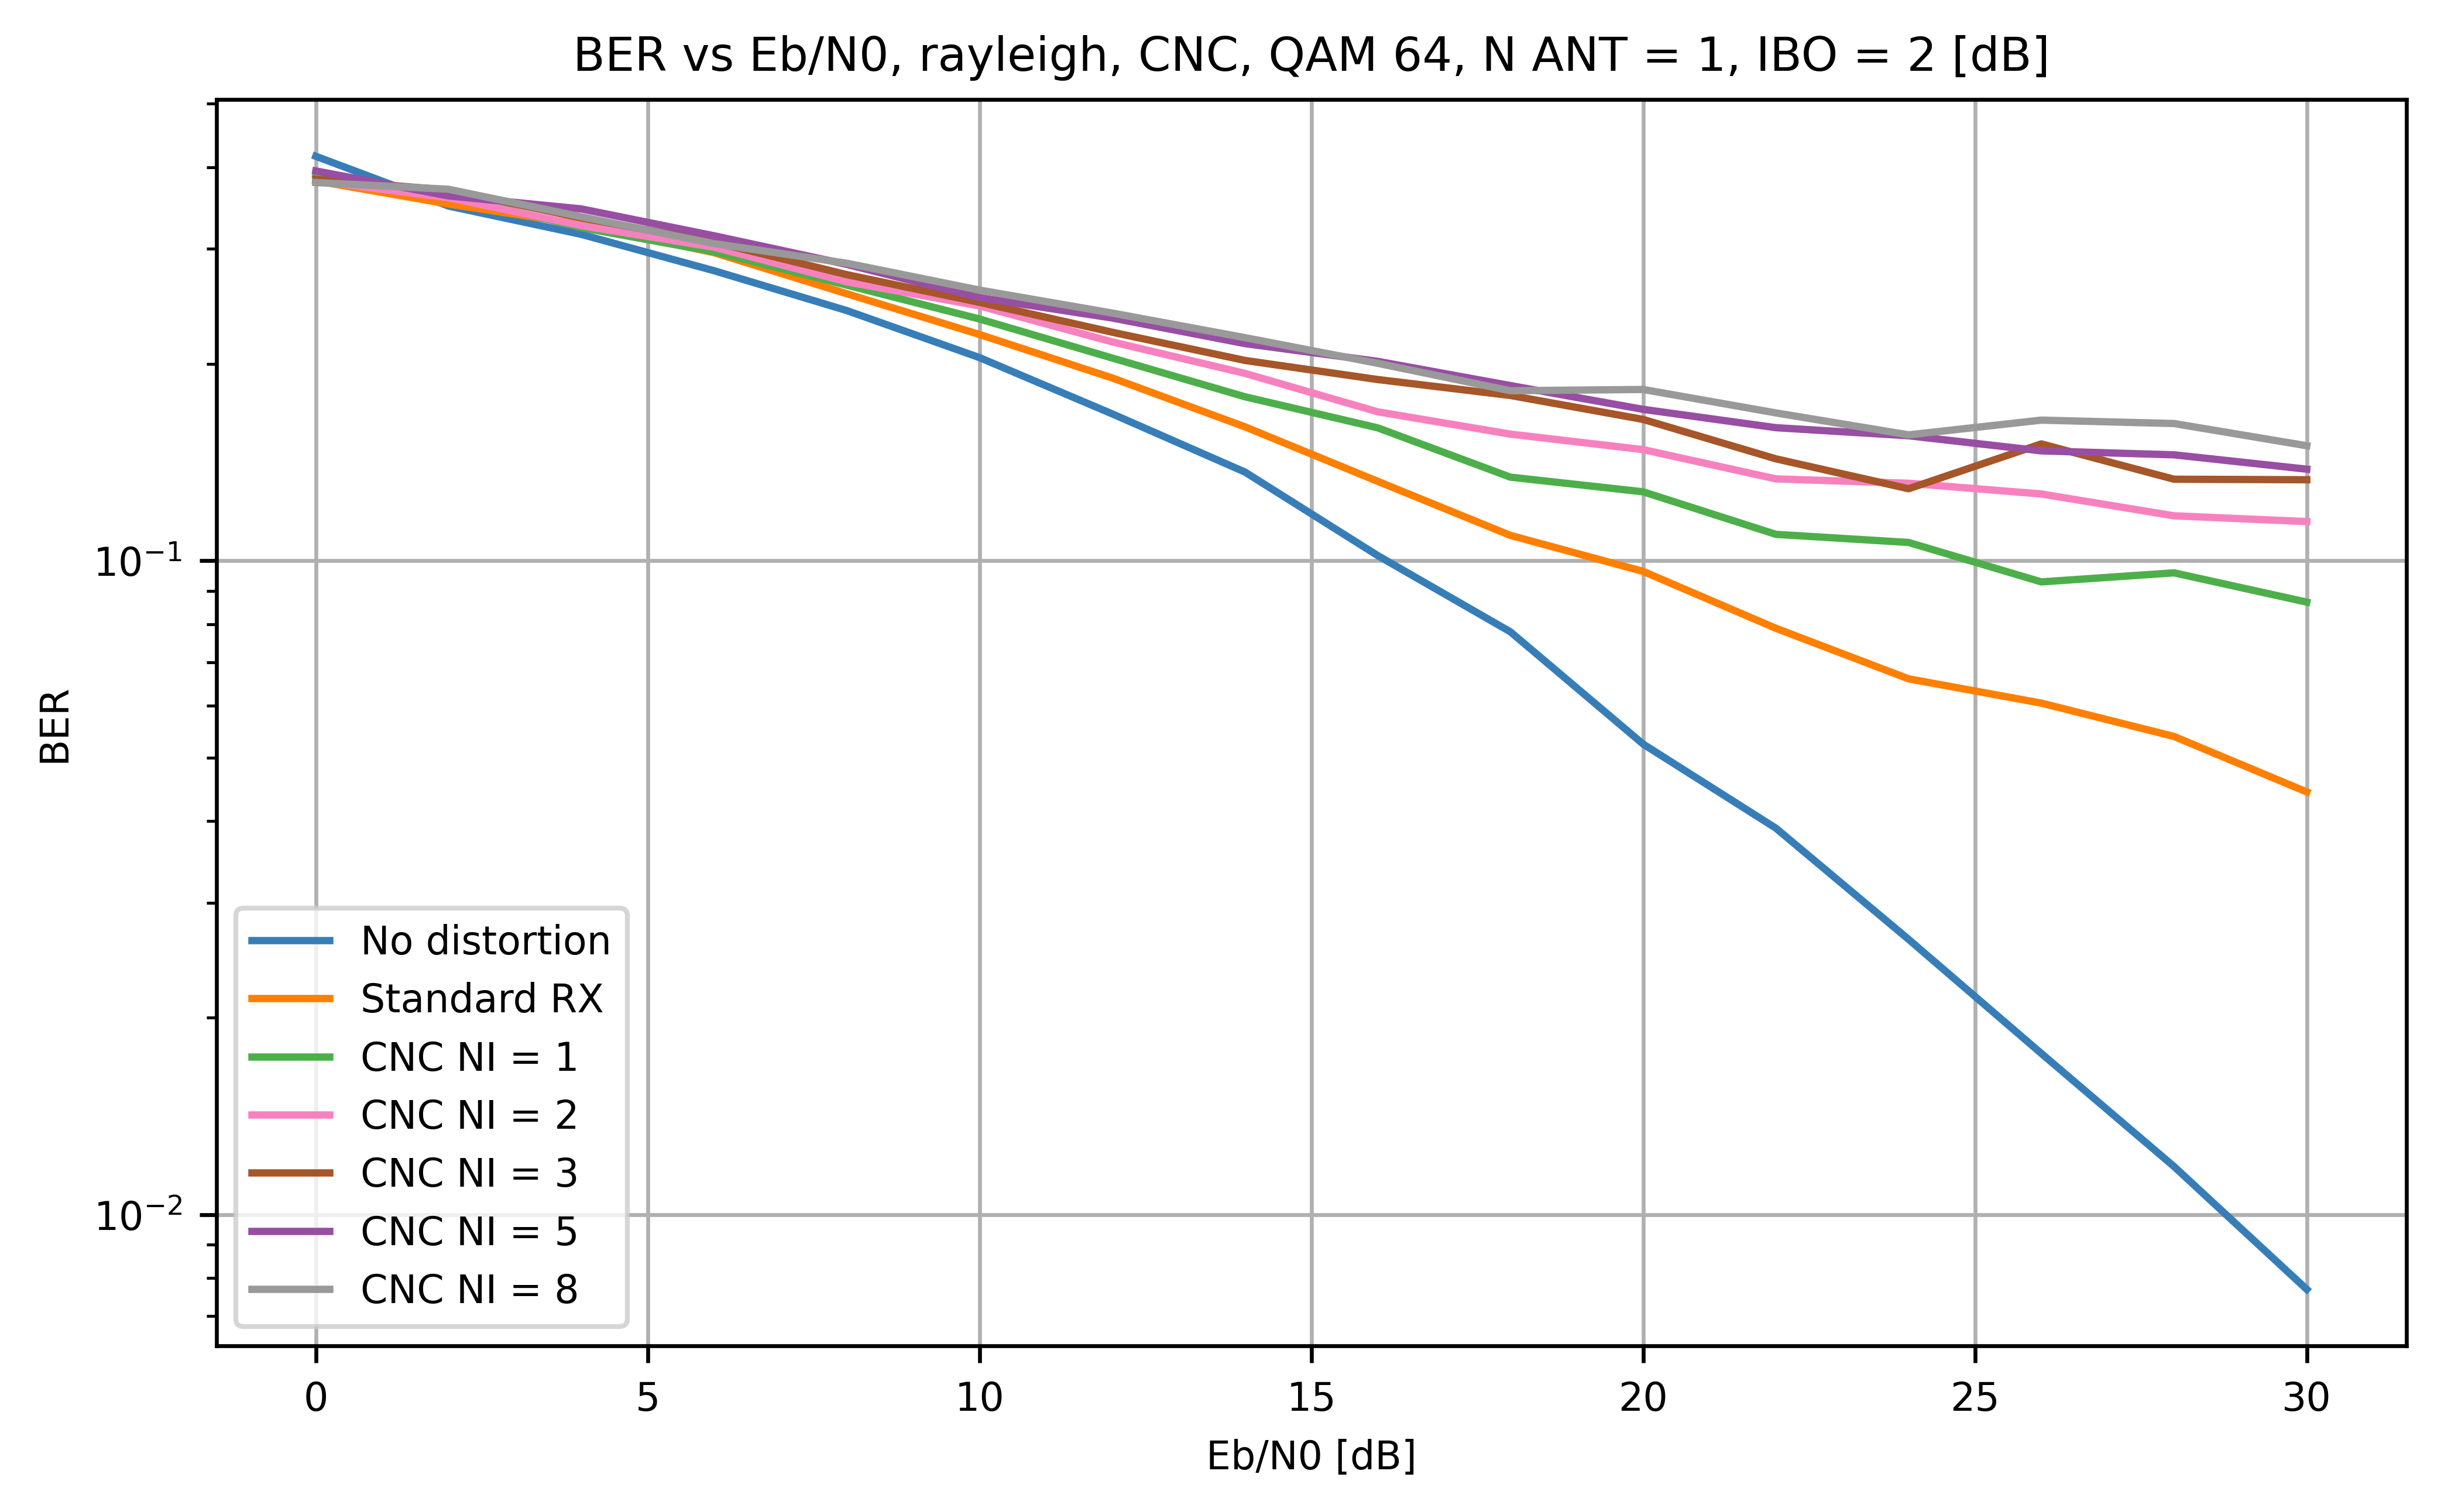 BER vs Eb/N0, rayleigh, CNC, QAM 64, N ANT = 1, IBO = 2 [dB]
10⁻¹
10⁻²
BER
No distortion
Standard RX
CNC NI = 1
CNC NI = 2
CNC NI = 3
CNC NI = 5
CNC NI = 8
0 5 10 15 20 25 30
Eb/N0 [dB]